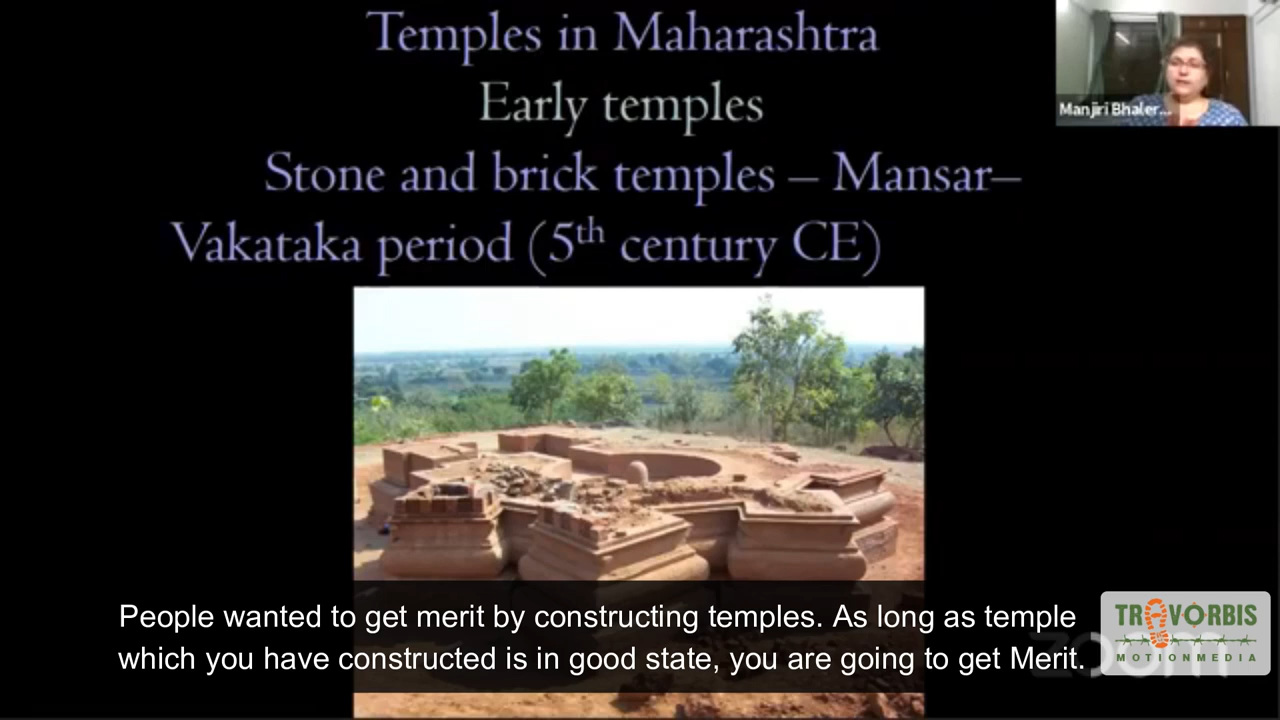 Temples in Maharashtra
Early temples
Stone and brick temples – Mansar–
Vakataka period (5th century CE)
Manjiri Bhaler...
People wanted to get merit by constructing temples. As long as temple
which you have constructed is in good state, you are going to get Merit.
zoom
TRAVORBIS
MOTIONMEDIA